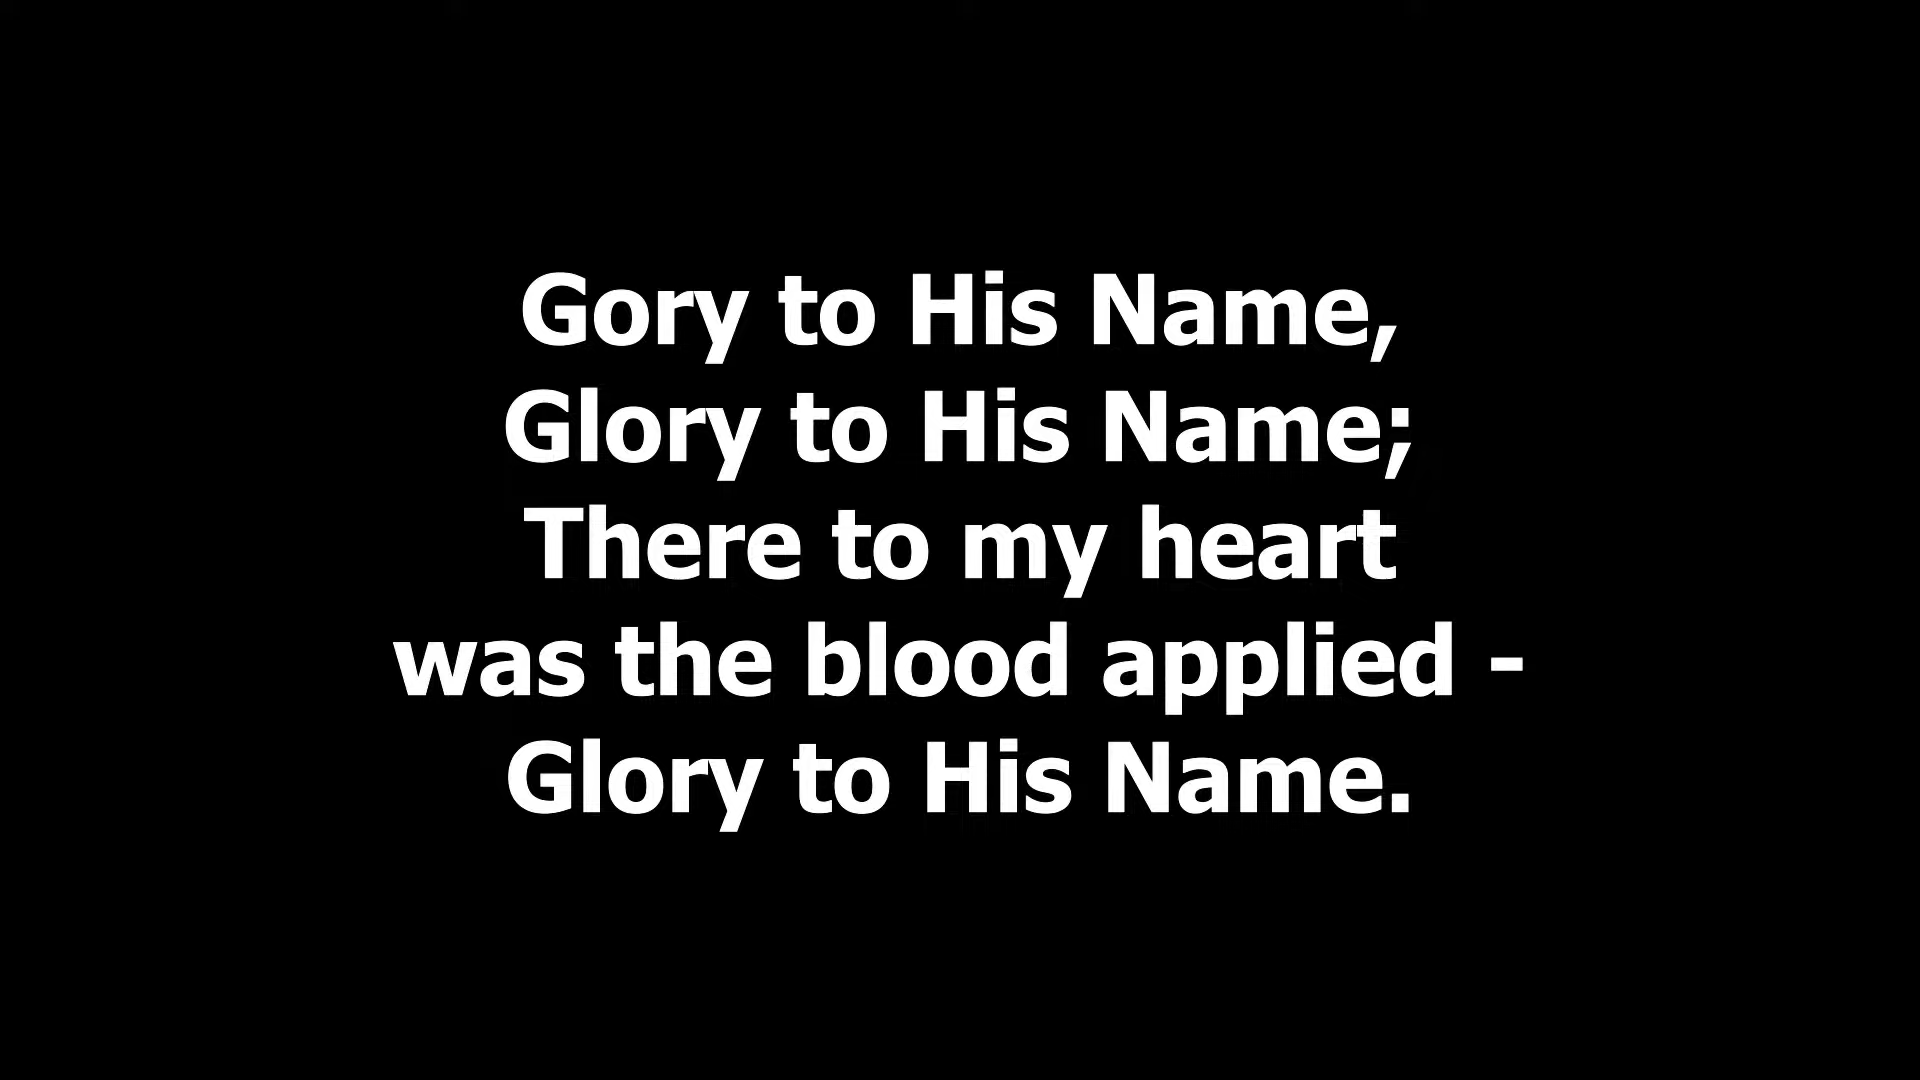 Gory to His Name,
Glory to His Name;
There to my heart
was the blood applied -
Glory to His Name.